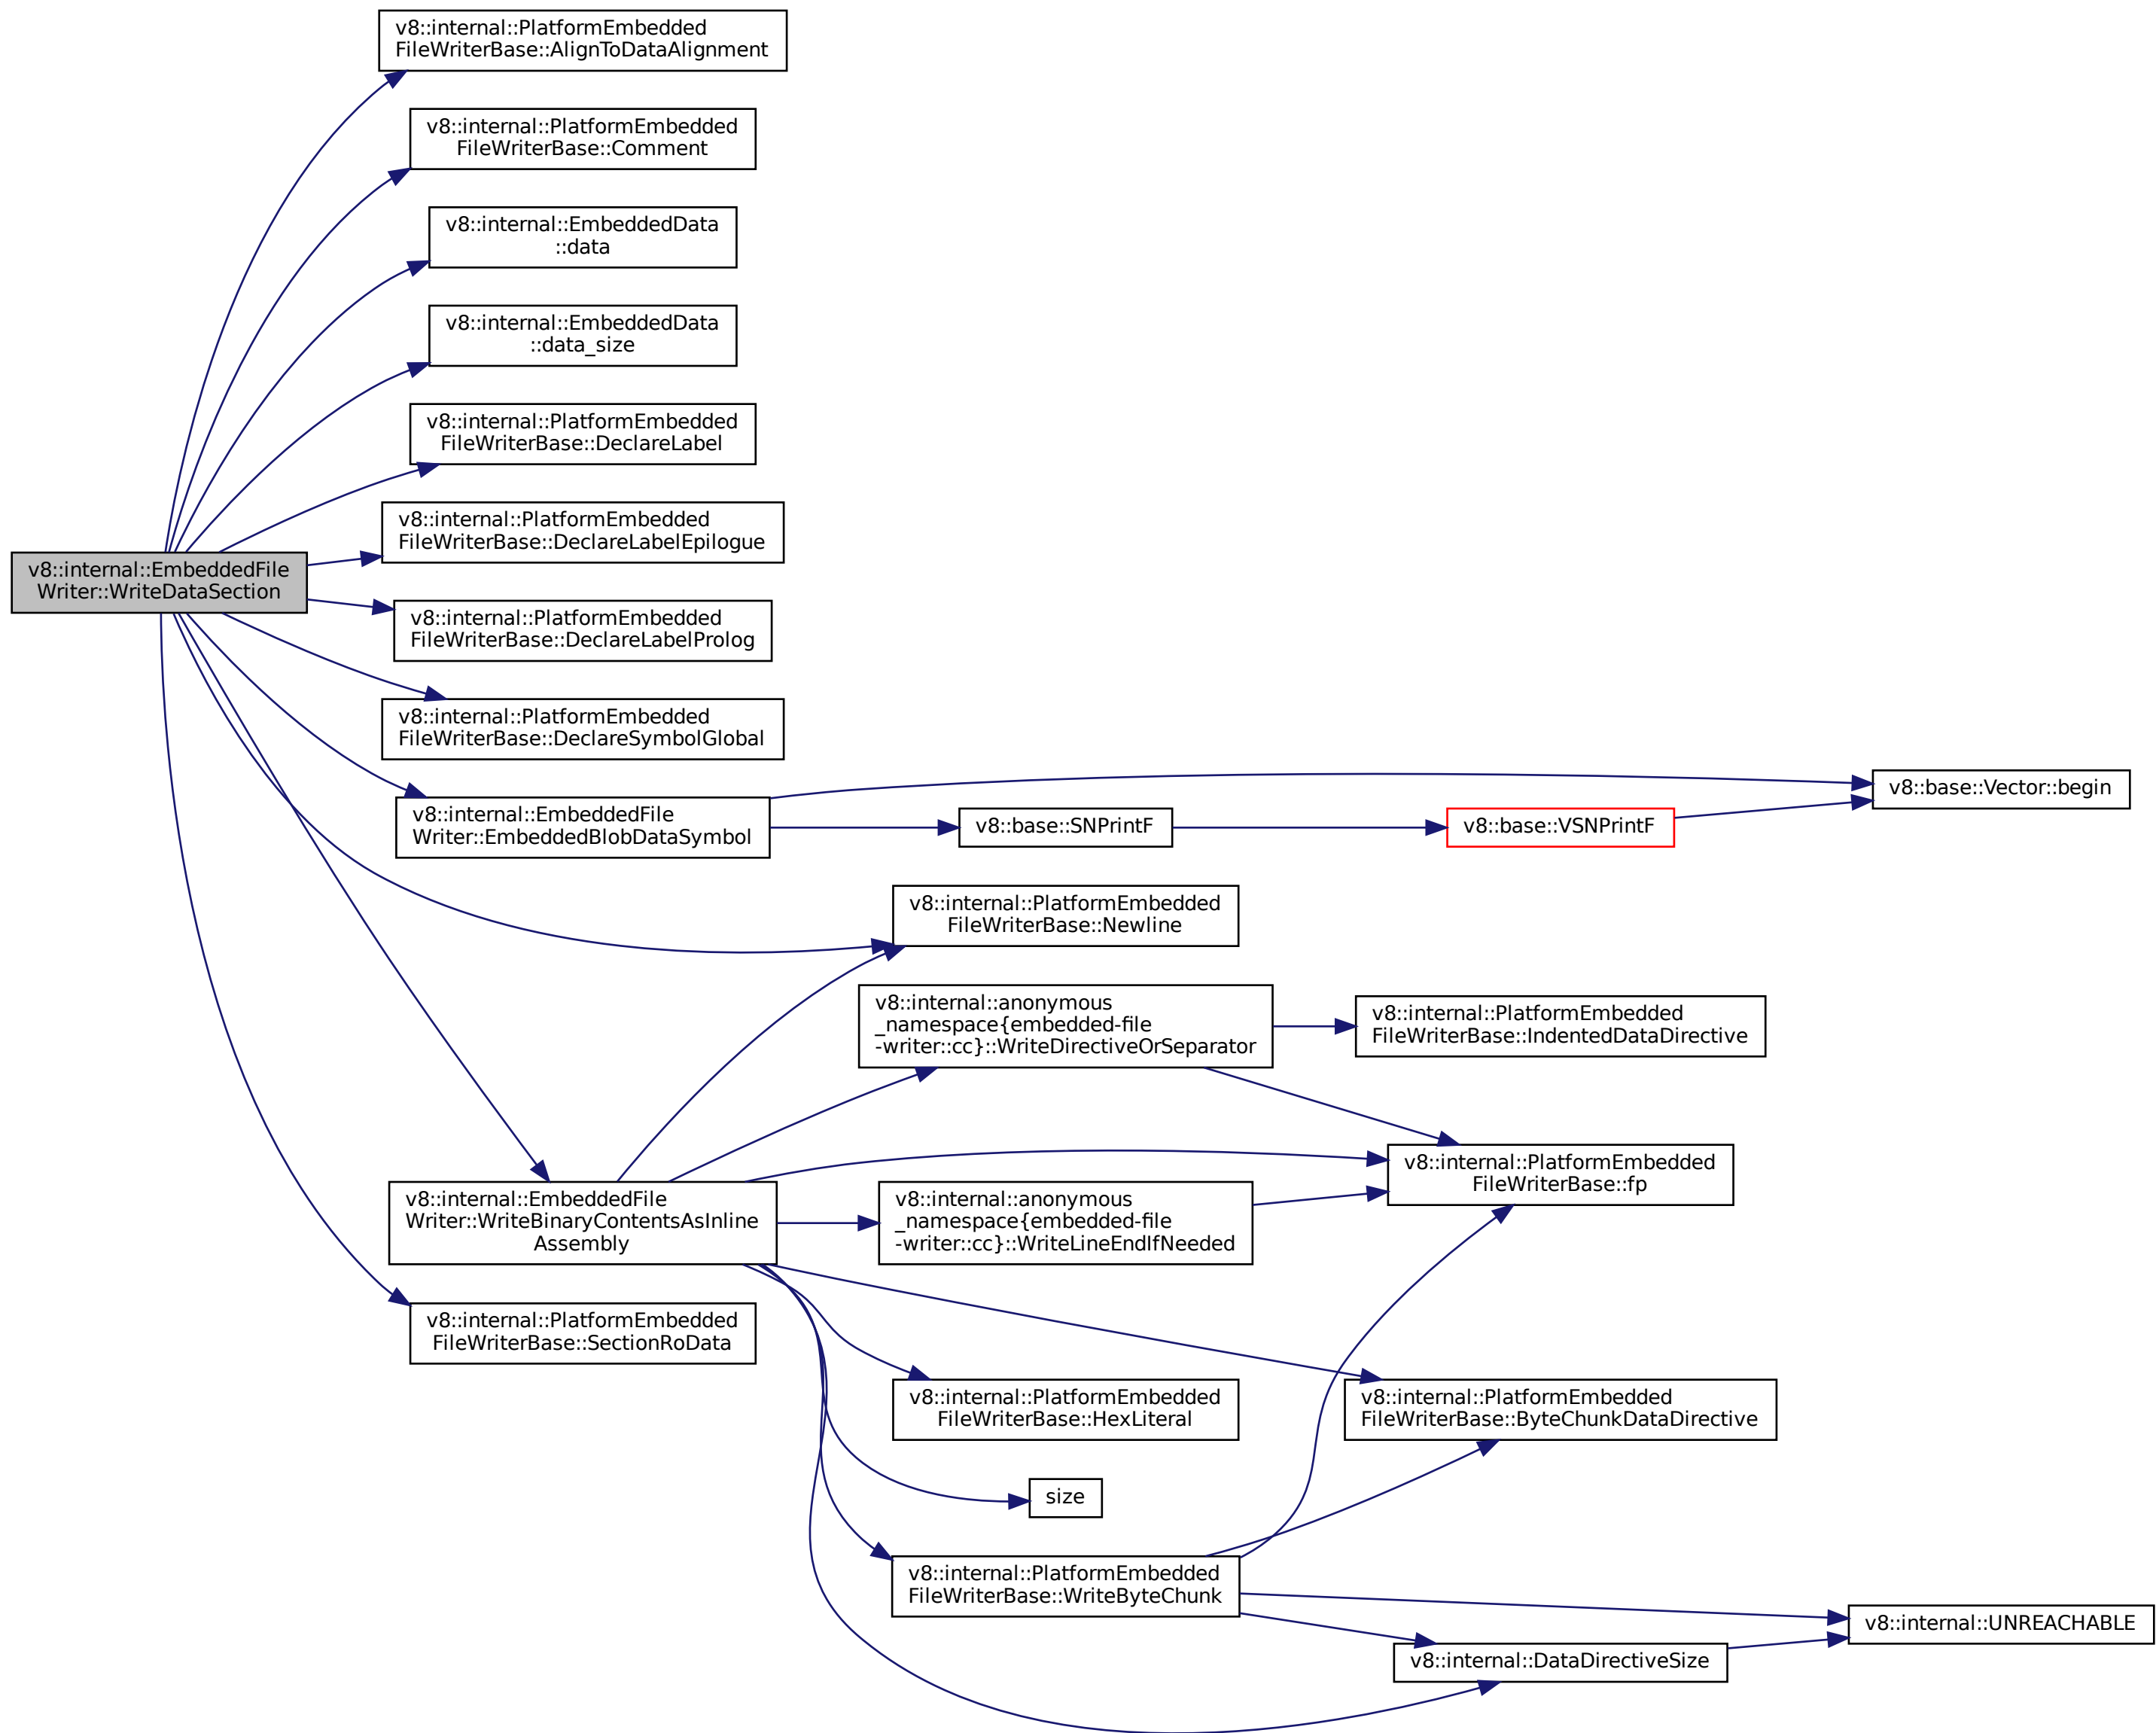 v8::internal::PlatformEmbedded
FileWriterBase::AlignToDataAlignment
v8::internal::PlatformEmbedded
FileWriterBase::Comment
v8::internal::EmbeddedData
::data
v8::internal::EmbeddedData
::data_size
v8::internal::PlatformEmbedded
FileWriterBase::DeclareLabel
v8::internal::PlatformEmbedded
FileWriterBase::DeclareLabelEpilogue
v8::internal::EmbeddedFile
Writer::WriteDataSection
v8::internal::PlatformEmbedded
FileWriterBase::DeclareLabelProlog
v8::internal::PlatformEmbedded
FileWriterBase::DeclareSymbolGlobal
v8::internal::EmbeddedFile
Writer::EmbeddedBlobDataSymbol
v8::base::SNPrintF
v8::base::VSNPrintF
v8::base::Vector::begin
v8::internal::PlatformEmbedded
FileWriterBase::Newline
v8::internal::anonymous
_namespace{embedded-file
-writer::cc}::WriteDirectiveOrSeparator
v8::internal::PlatformEmbedded
FileWriterBase::IndentedDataDirective
v8::internal::PlatformEmbedded
FileWriterBase::fp
v8::internal::EmbeddedFile
Writer::WriteBinaryContentsAsInline
Assembly
v8::internal::anonymous
_namespace{embedded-file
-writer::cc}::WriteLineEndIfNeeded
v8::internal::PlatformEmbedded
FileWriterBase::SectionRoData
v8::internal::PlatformEmbedded
FileWriterBase::HexLiteral
v8::internal::PlatformEmbedded
FileWriterBase::ByteChunkDataDirective
size
v8::internal::PlatformEmbedded
FileWriterBase::WriteByteChunk
v8::internal::UNREACHABLE
v8::internal::DataDirectiveSize